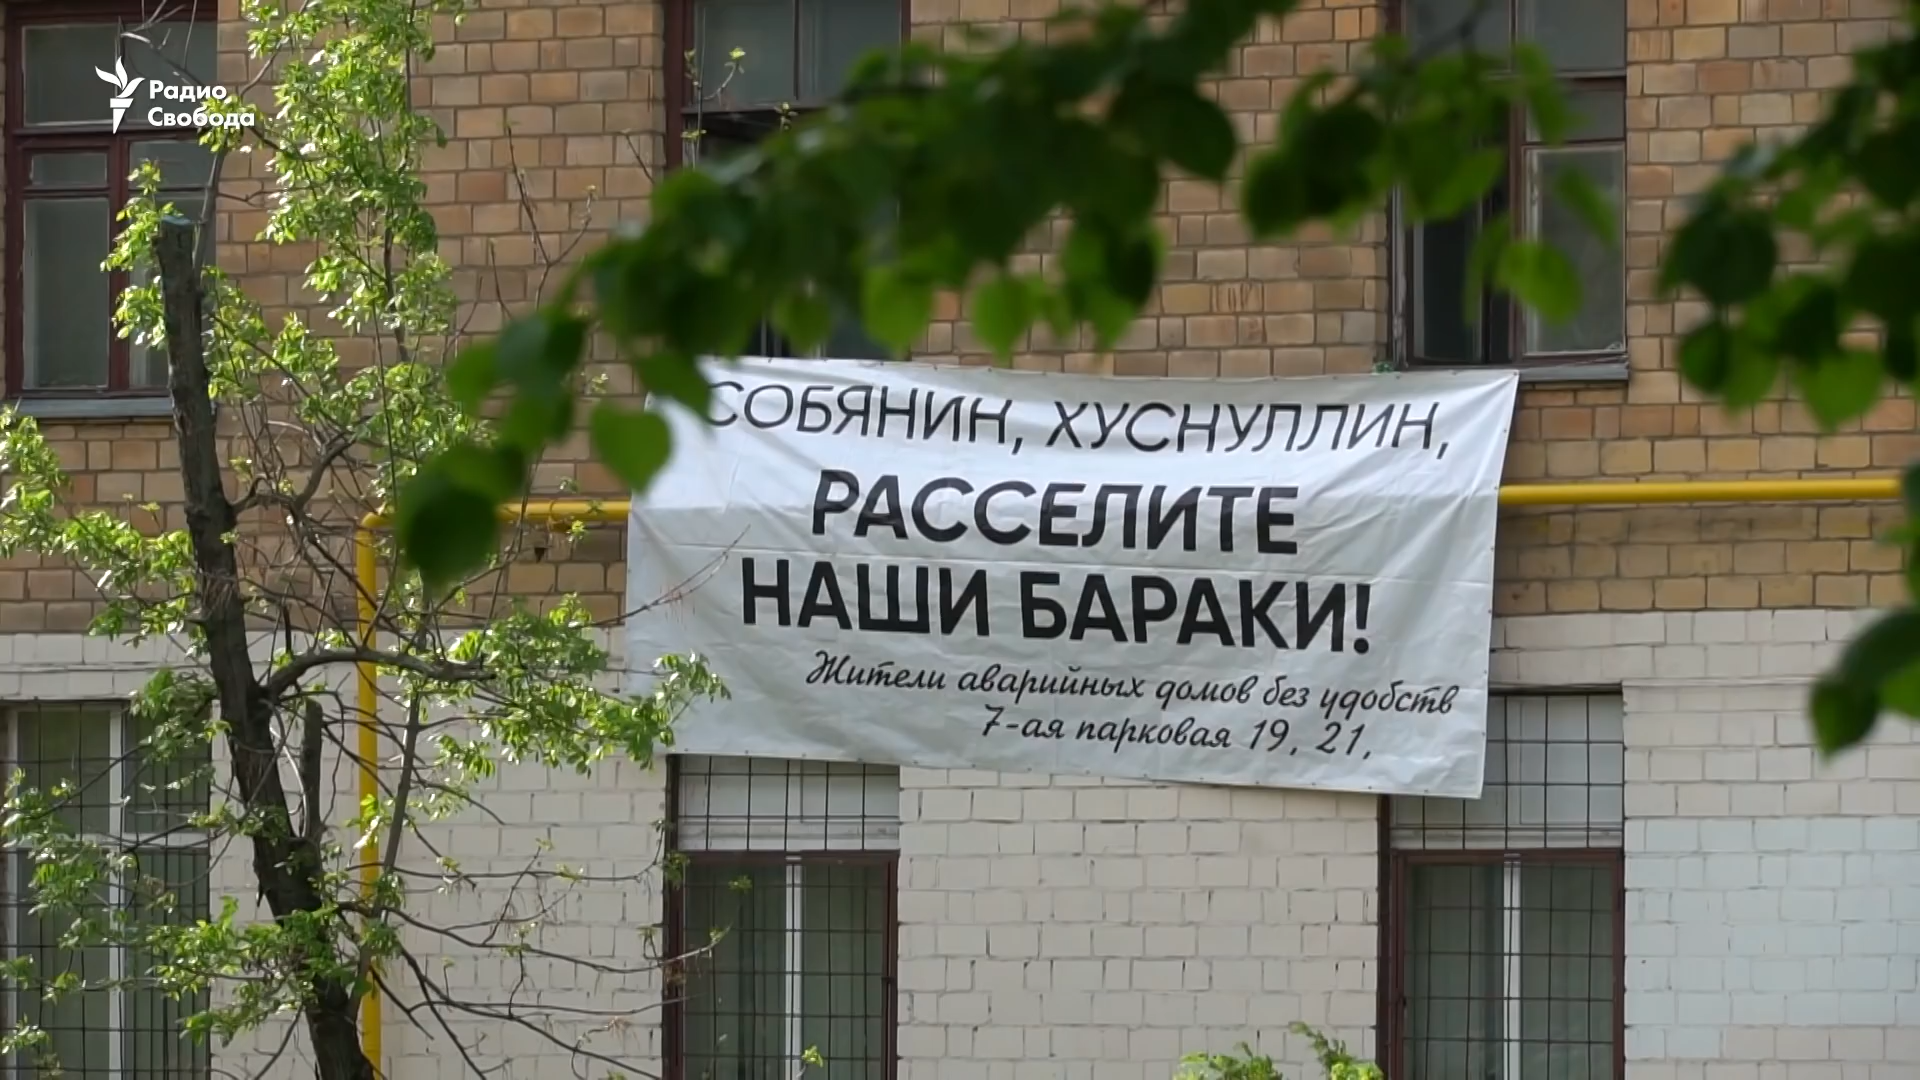 Радио
Свобода
СОБЯНИН, ХУСНУЛЛИН,
РАССЕЛИТЕ
НАШИ БАРАКИ!
Жители аварийных домов без удобств
7-ая парковая 19, 21,